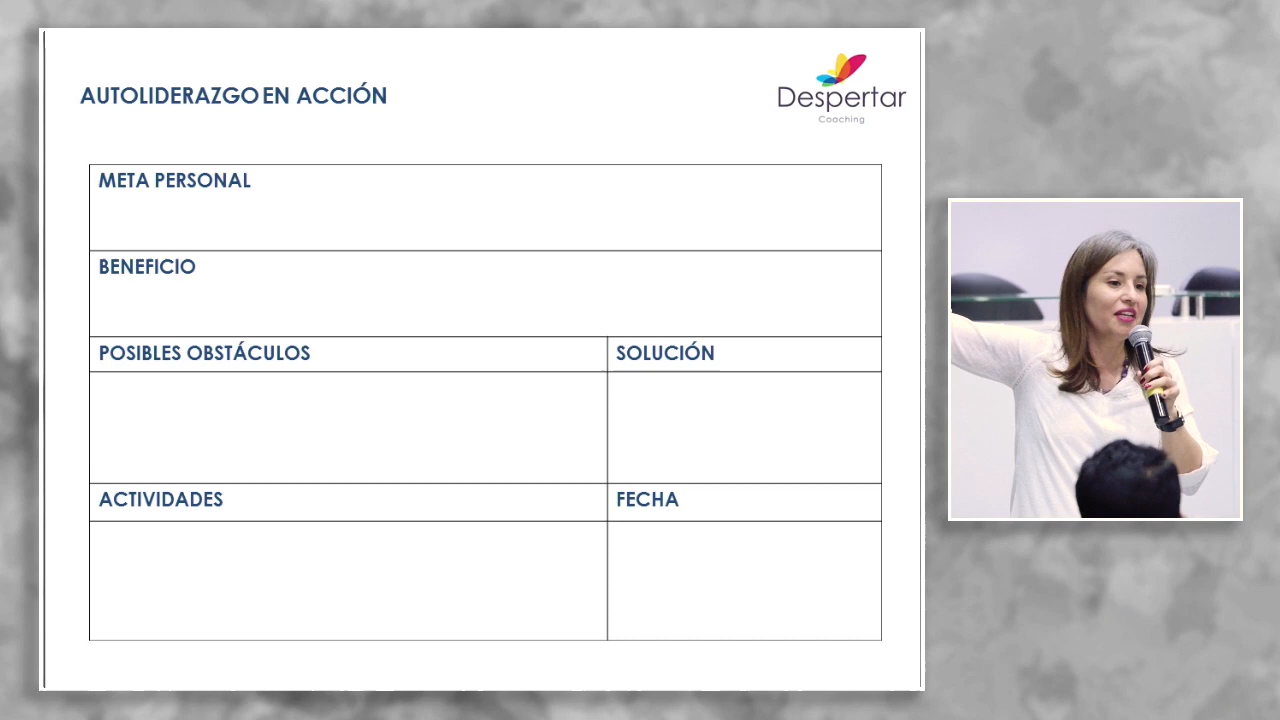 AUTOLIDERAZGO EN ACCIÓN
Despertar
Coaching
META PERSONAL
BENEFICIO
POSIBLES OBSTÁCULOS
SOLUCIÓN
ACTIVIDADES
FECHA